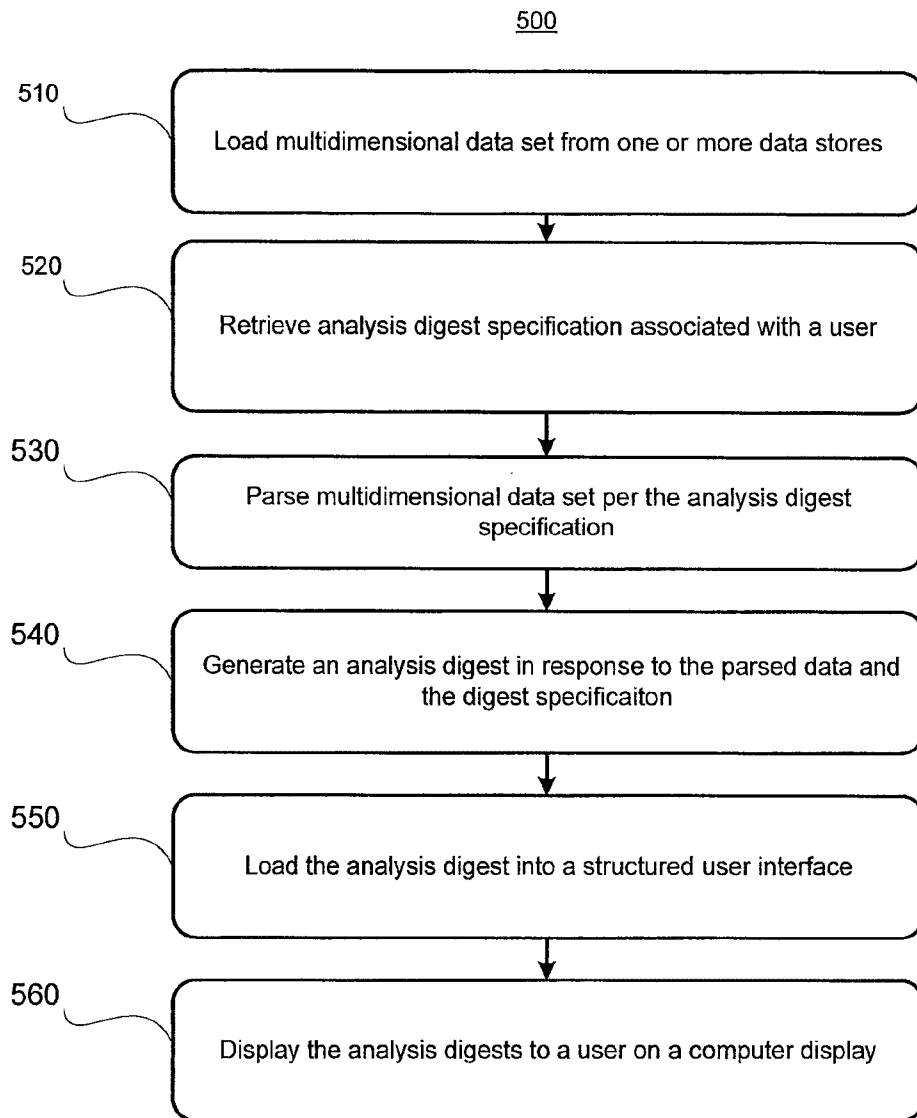 500
510
Load multidimensional data set from one or more data stores
520
Retrieve analysis digest specification associated with a user
530
Parse multidimensional data set per the analysis digest
specification
540
Generate an analysis digest in response to the parsed data and
the digest specificaiton
550
Load the analysis digest into a structured user interface
560
Display the analysis digests to a user on a computer display